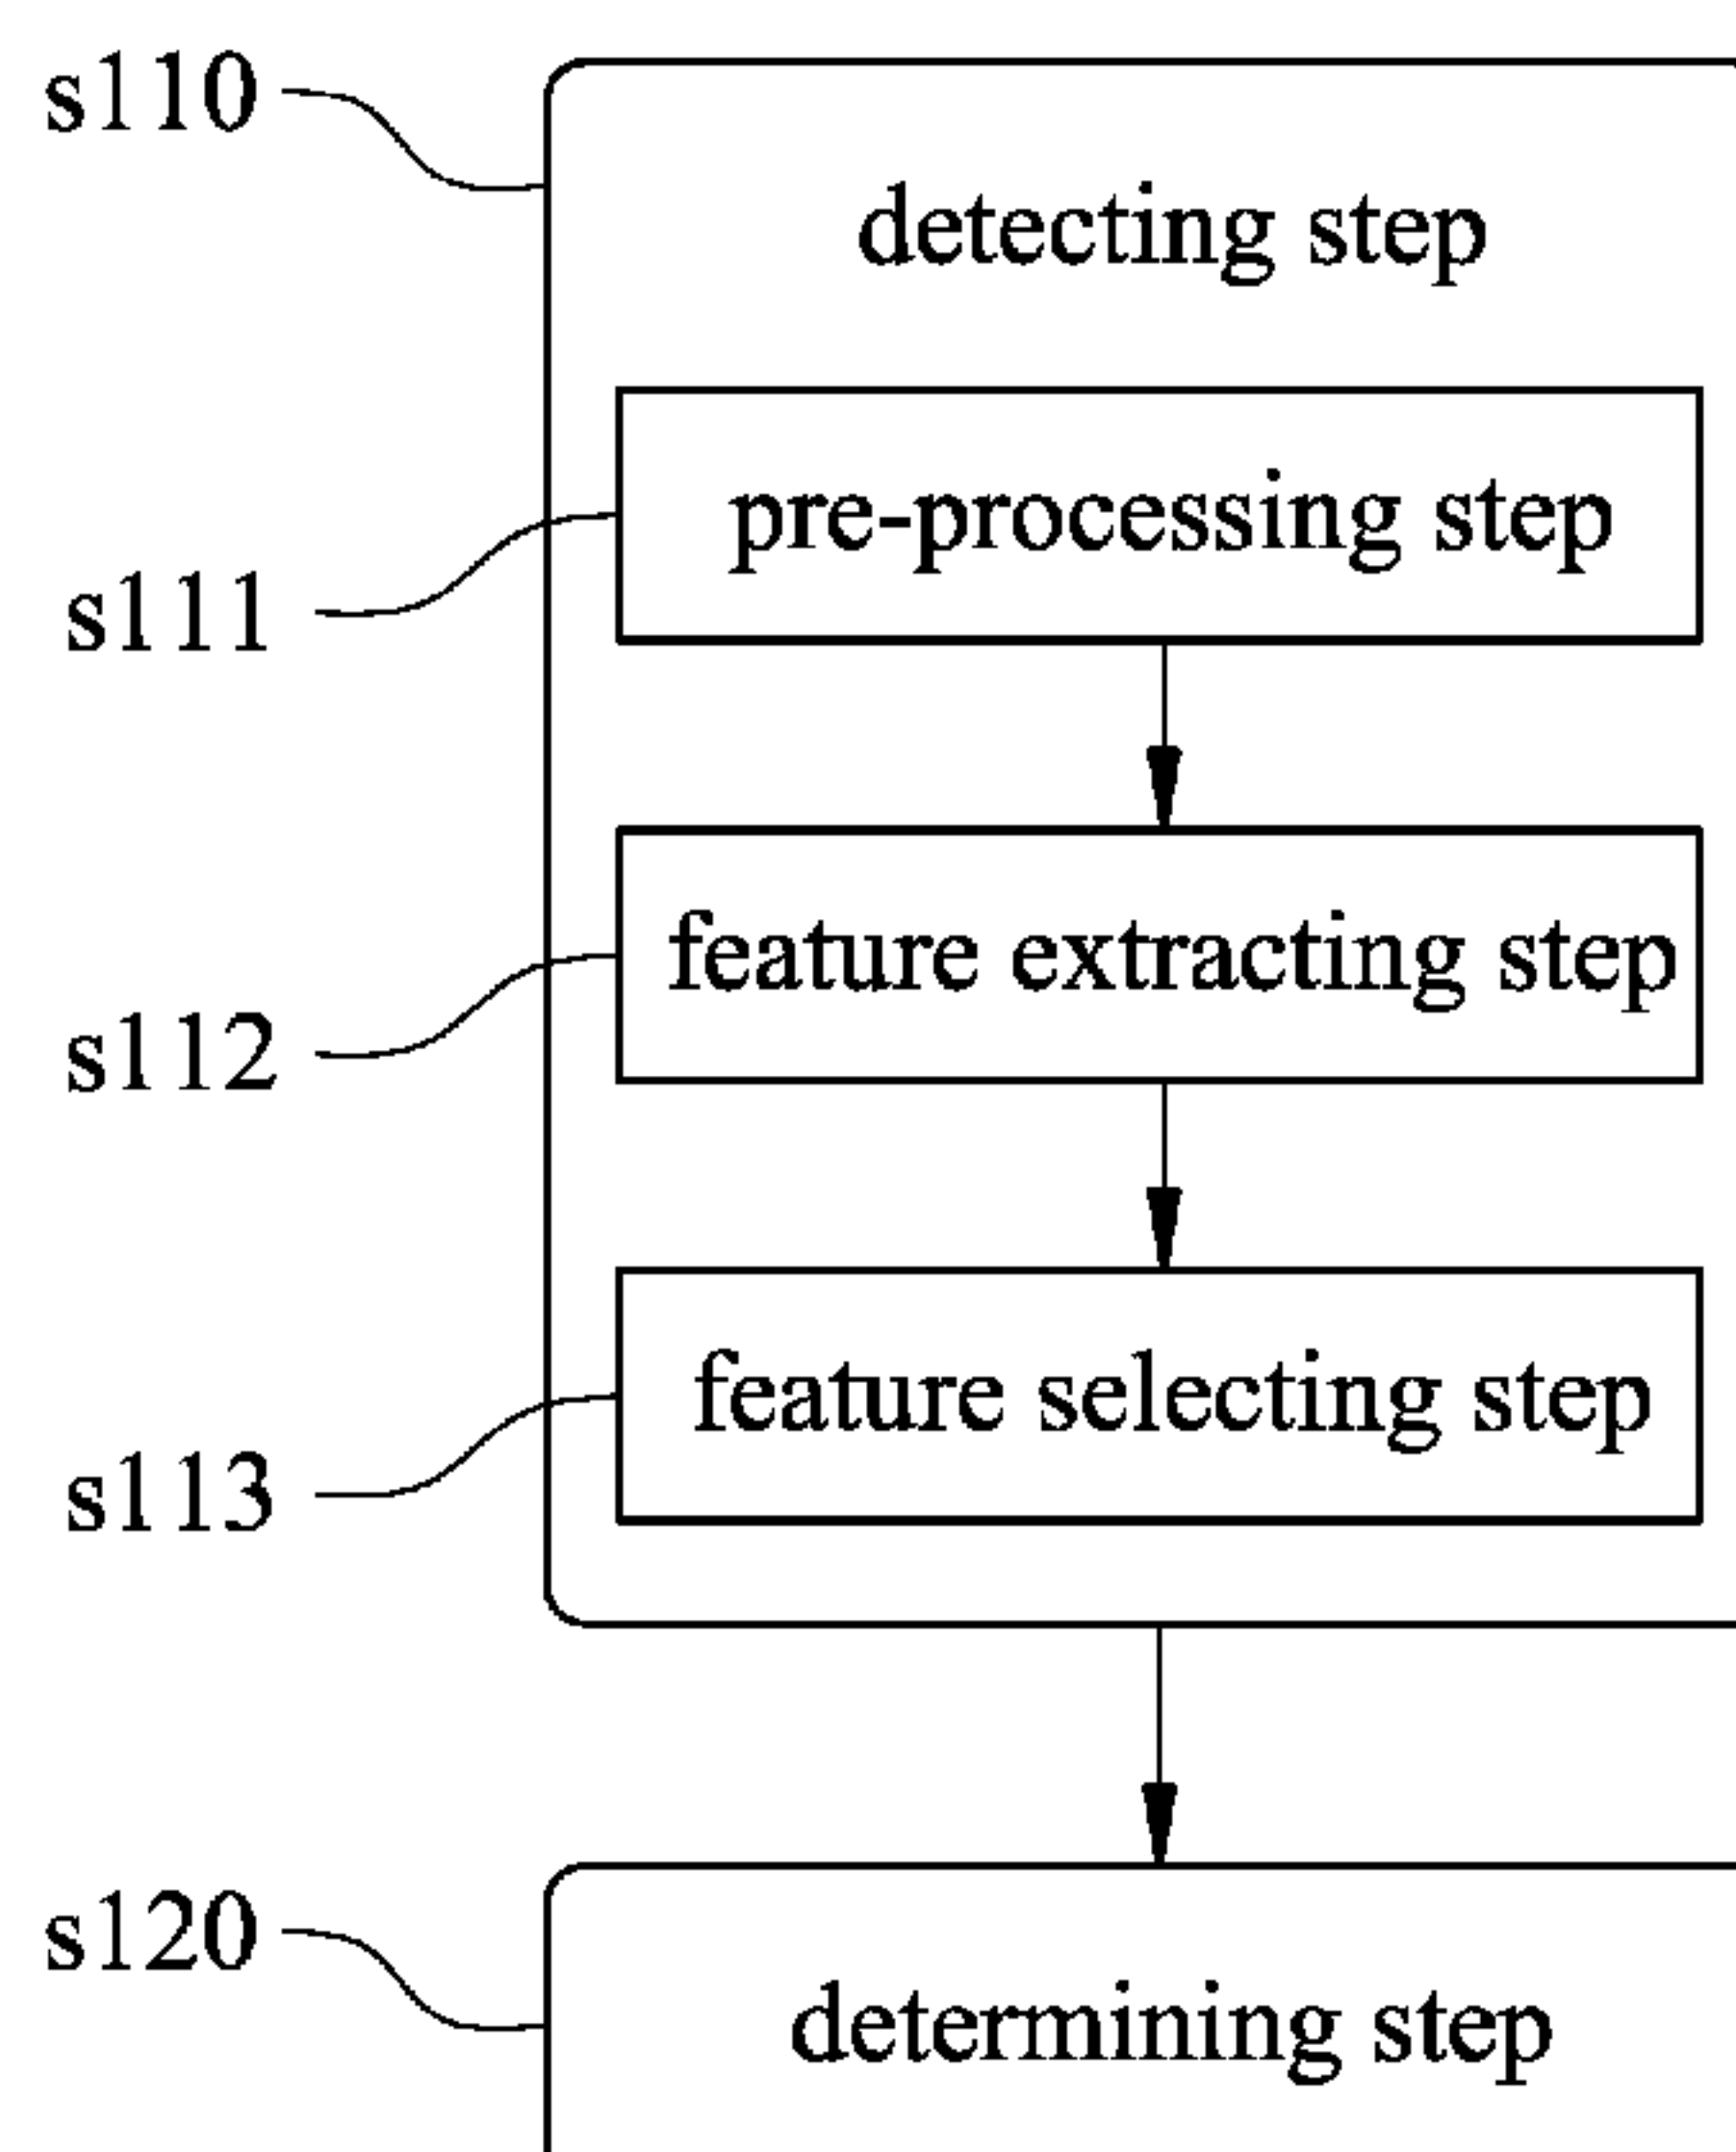 s110
detecting step
pre-processing step
s111
feature extracting step
s112
feature selecting step
s113
s120
determining step